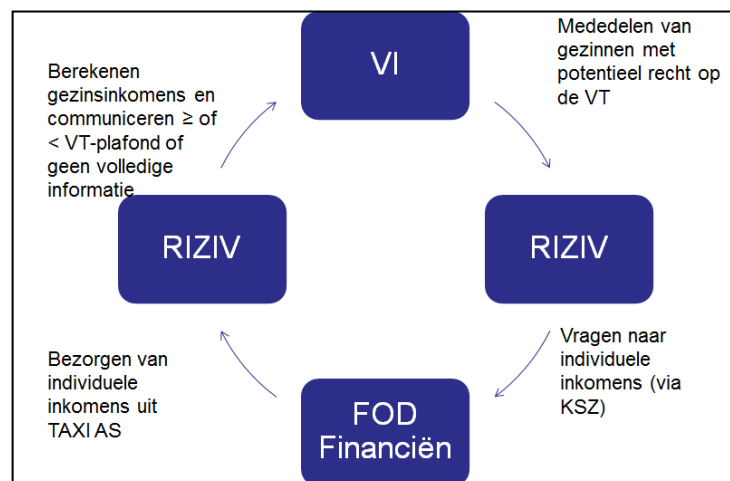 VI
Mededelen van
gezinnen met
potentieel recht op
de VT
RIZIV
Vragen naar
individuele
inkomens (via
KSZ)
FOD
Financiën
Bezorgen van
individuele
inkomens uit
TAXI AS
RIZIV
Berekenen
gezinsinkomens en
communiceren ≥ of
< VT-plafond of
geen volledige
informatie